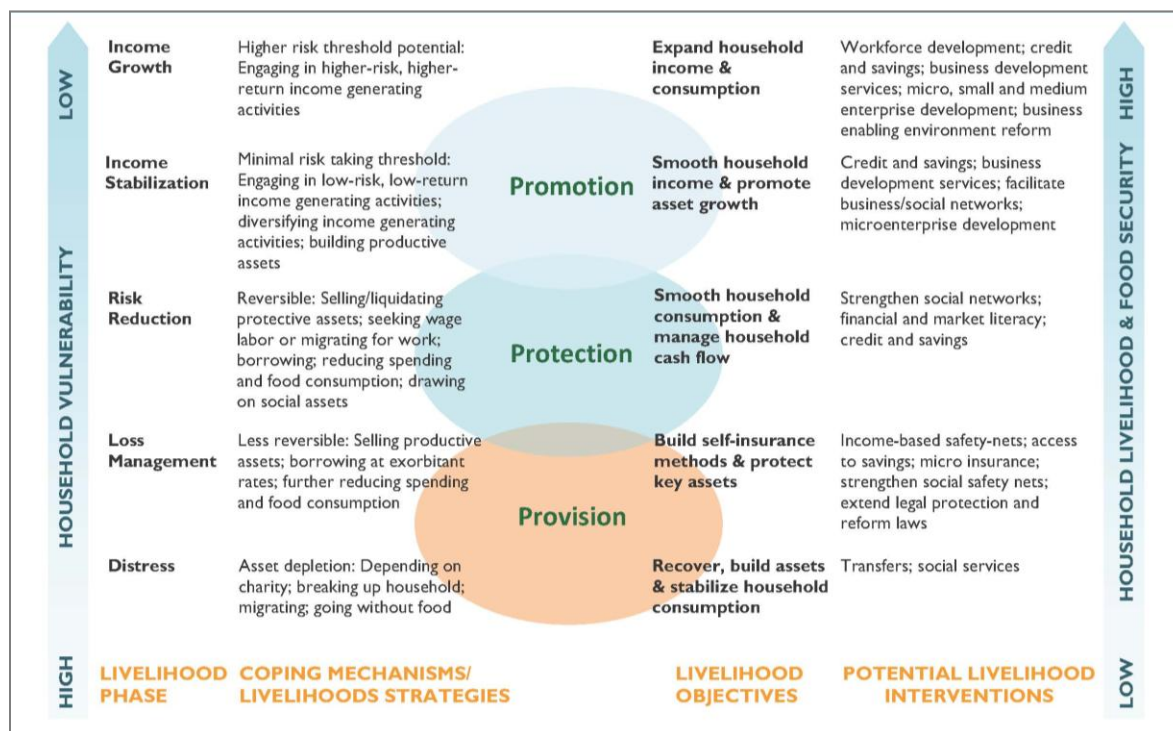 LOW
HOUSEHOLD VULNERABILITY
HIGH
Income
Growth
Higher risk threshold potential:
Engaging in higher-risk, higher-
return income generating
activities
Expand household
income &
consumption
Workforce development; credit
and savings; business development
services; micro, small and medium
enterprise development; business
enabling environment reform
Income
Stabilization
Minimal risk taking threshold:
Engaging in low-risk, low-return
income generating activities;
diversifying income generating
activities; building productive
assets
Promotion
Smooth household
income & promote
asset growth
Credit and savings; business
development services; facilitate
business/social networks;
microenterprise development
Risk
Reduction
Reversible: Selling/liquidating
protective assets; seeking wage
labor or migrating for work;
borrowing; reducing spending
and food consumption; drawing
on social assets
Protection
Smooth household
consumption &
manage household
cash flow
Strengthen social networks;
financial and market literacy;
credit and savings
Loss
Management
Less reversible: Selling productive
assets; borrowing at exorbitant
rates; further reducing spending
and food consumption
Provision
Build self-insurance
methods & protect
key assets
Income-based safety-nets; access
to savings; micro insurance;
strengthen social safety nets;
extend legal protection and
reform laws
Distress
Asset depletion: Depending on
charity; breaking up household;
migrating; going without food
Recover, build assets
& stabilize household
consumption
Transfers; social services
LIVELIHOOD
PHASE
COPING MECHANISMS/
LIVELIHOODS STRATEGIES
LIVELIHOOD
OBJECTIVES
POTENTIAL LIVELIHOOD
INTERVENTIONS
HIGH
HOUSEHOLD LIVELIHOOD & FOOD SECURITY
LOW